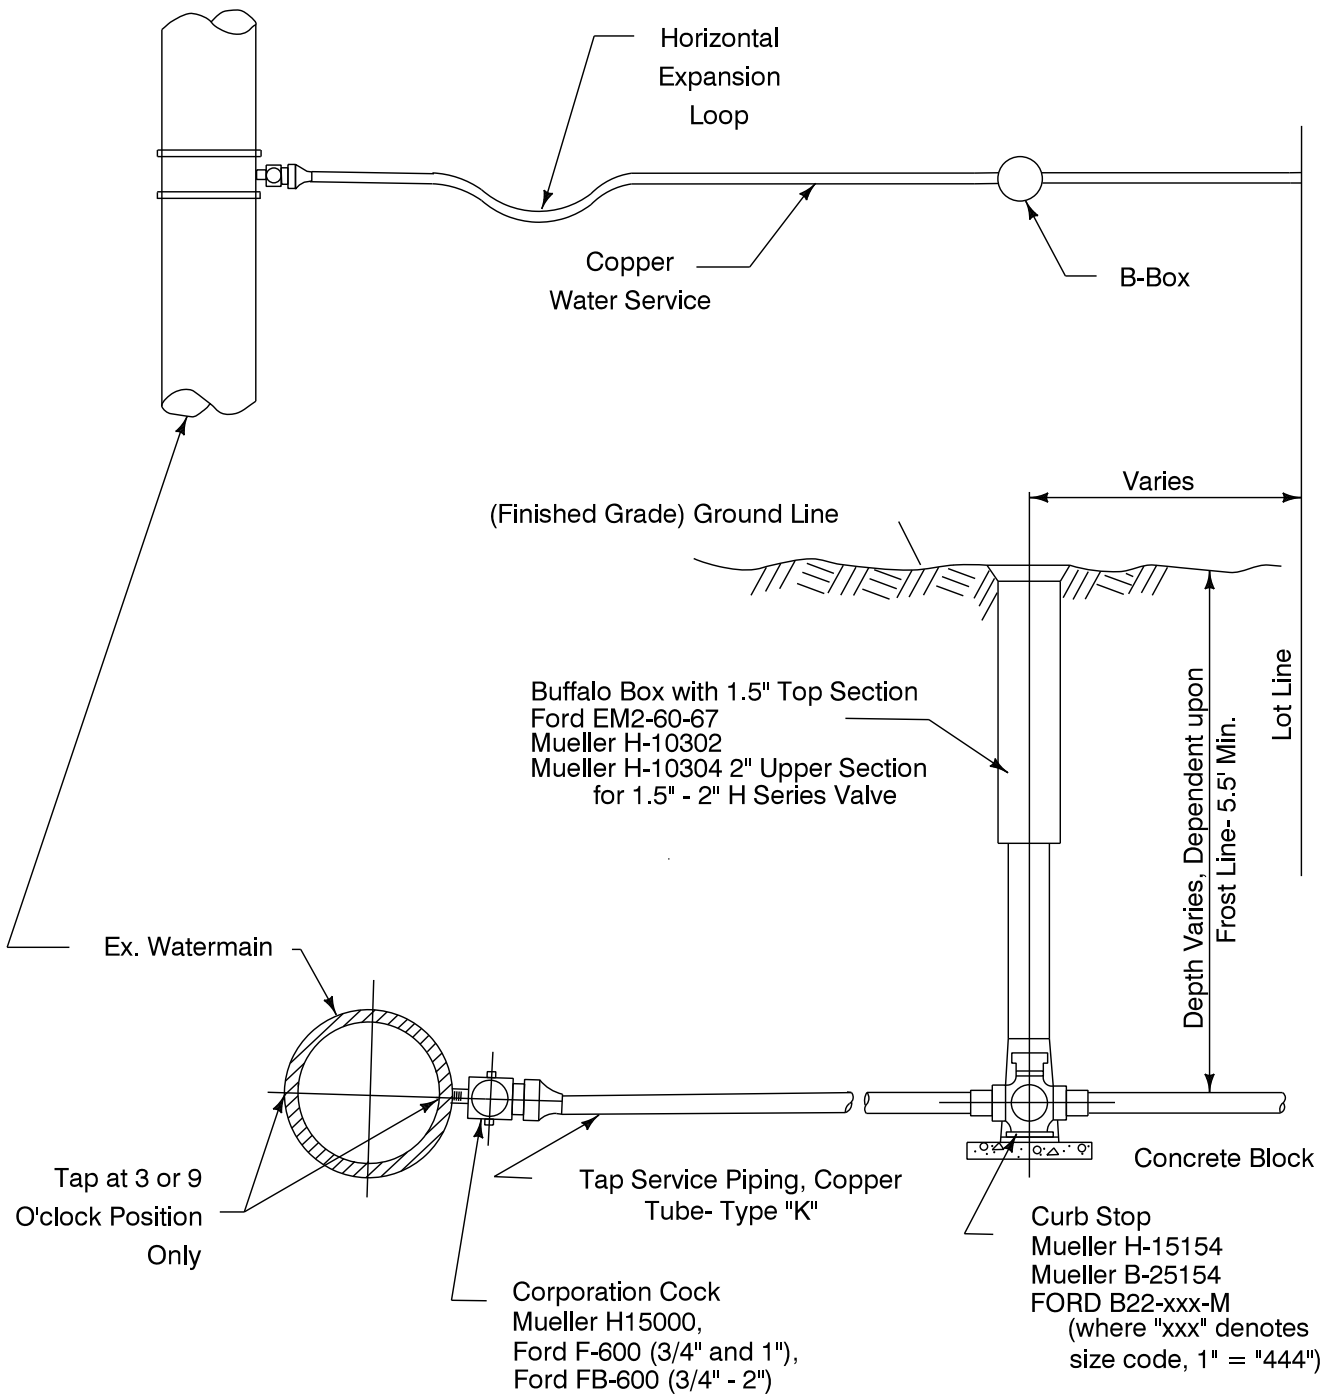 Horizontal
Expansion
Loop
Copper
Water Service
B-Box
Varies
(Finished Grade) Ground Line
Buffalo Box with 1.5" Top Section
Ford EM2-60-67
Mueller H-10302
Mueller H-10304 2" Upper Section
for 1.5" - 2" H Series Valve
Depth Varies, Dependent upon
Frost Line- 5.5' Min.
Lot Line
Ex. Watermain
Tap at 3 or 9
O'clock Position
Only
Tap Service Piping, Copper
Tube- Type "K"
Concrete Block
Corporation Cock
Mueller H15000,
Ford F-600 (3/4" and 1"),
Ford FB-600 (3/4" - 2")
Curb Stop
Mueller H-15154
Mueller B-25154
FORD B22-xxx-M
(where "xxx" denotes
size code, 1" = "444")